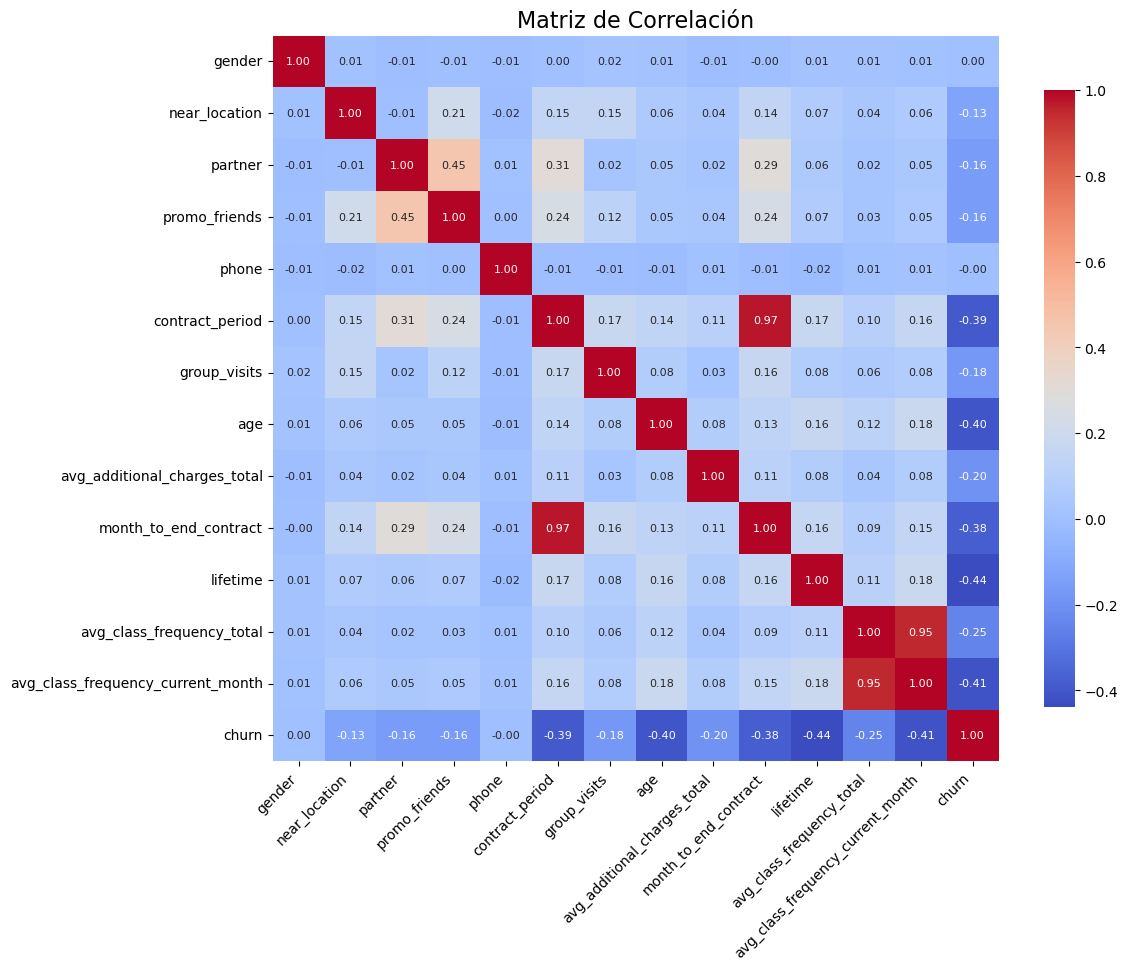 Matriz de Correlación
gender 1.00 0.01 -0.01 -0.01 -0.01 0.00 0.02 0.01 -0.01 -0.00 0.01 0.01 0.01 0.00
near_location 0.01 1.00 -0.01 0.21 -0.02 0.15 0.15 0.06 0.04 0.14 0.07 0.04 0.06 -0.13
partner -0.01 -0.01 1.00 0.45 0.01 0.31 0.02 0.05 0.02 0.29 0.06 0.02 0.05 -0.16
promo_friends -0.01 0.21 0.45 1.00 0.00 0.24 0.12 0.05 0.04 0.24 0.07 0.03 0.05 -0.16
phone -0.01 -0.02 0.01 0.00 1.00 -0.01 -0.01 -0.01 0.01 -0.01 -0.02 0.01 0.01 -0.00
contract_period 0.00 0.15 0.31 0.24 -0.01 1.00 0.17 0.14 0.11 0.97 0.17 0.10 0.16 -0.39
group_visits 0.02 0.15 0.02 0.12 -0.01 0.17 1.00 0.08 0.03 0.16 0.08 0.06 0.08 -0.18
age 0.01 0.06 0.05 0.05 -0.01 0.14 0.08 1.00 0.08 0.13 0.16 0.12 0.18 -0.40
avg_additional_charges_total -0.01 0.04 0.02 0.04 0.01 0.11 0.03 0.08 1.00 0.11 0.08 0.04 0.08 -0.20
month_to_end_contract -0.00 0.14 0.29 0.24 -0.01 0.97 0.16 0.13 0.11 1.00 0.16 0.09 0.15 -0.38
lifetime 0.01 0.07 0.06 0.07 -0.02 0.17 0.08 0.16 0.08 0.16 1.00 0.11 0.18 -0.44
avg_class_frequency_total 0.01 0.04 0.02 0.03 0.01 0.10 0.06 0.12 0.04 0.09 0.11 1.00 0.95 -0.25
avg_class_frequency_current_month 0.01 0.06 0.05 0.05 0.01 0.16 0.08 0.18 0.08 0.15 0.18 0.95 1.00 -0.41
churn 0.00 -0.13 -0.16 -0.16 -0.00 -0.39 -0.18 -0.40 -0.20 -0.38 -0.44 -0.25 -0.41 1.00
gender
near_location
partner
promo_friends
phone
contract_period
group_visits
age
avg_additional_charges_total
month_to_end_contract
lifetime
avg_class_frequency_total
avg_class_frequency_current_month
churn
1.0
0.8
0.6
0.4
0.2
0.0
−0.2
−0.4